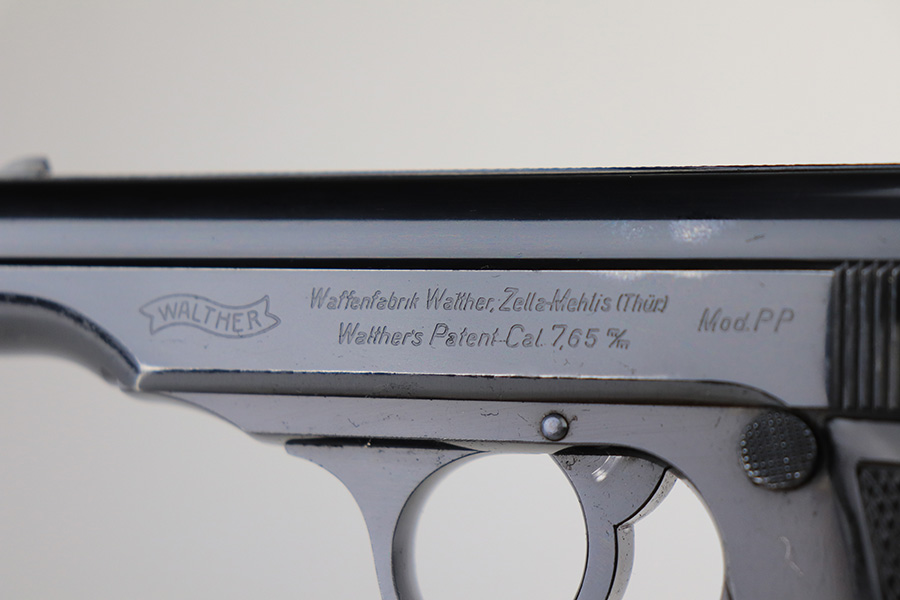 WALTHER
Waffenfabrik Walther, Zella-Mehlis (Thür.)
Walther's Patent Cal. 7,65 m/m
Mod. PP